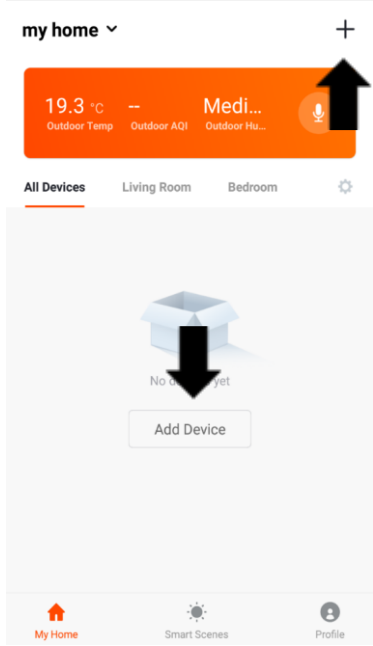 my home
19.3 °C -- Medi...
Outdoor Temp Outdoor AQI Outdoor Hu...
All Devices Living Room Bedroom
No yet
Add Device
My Home Smart Scenes Profile